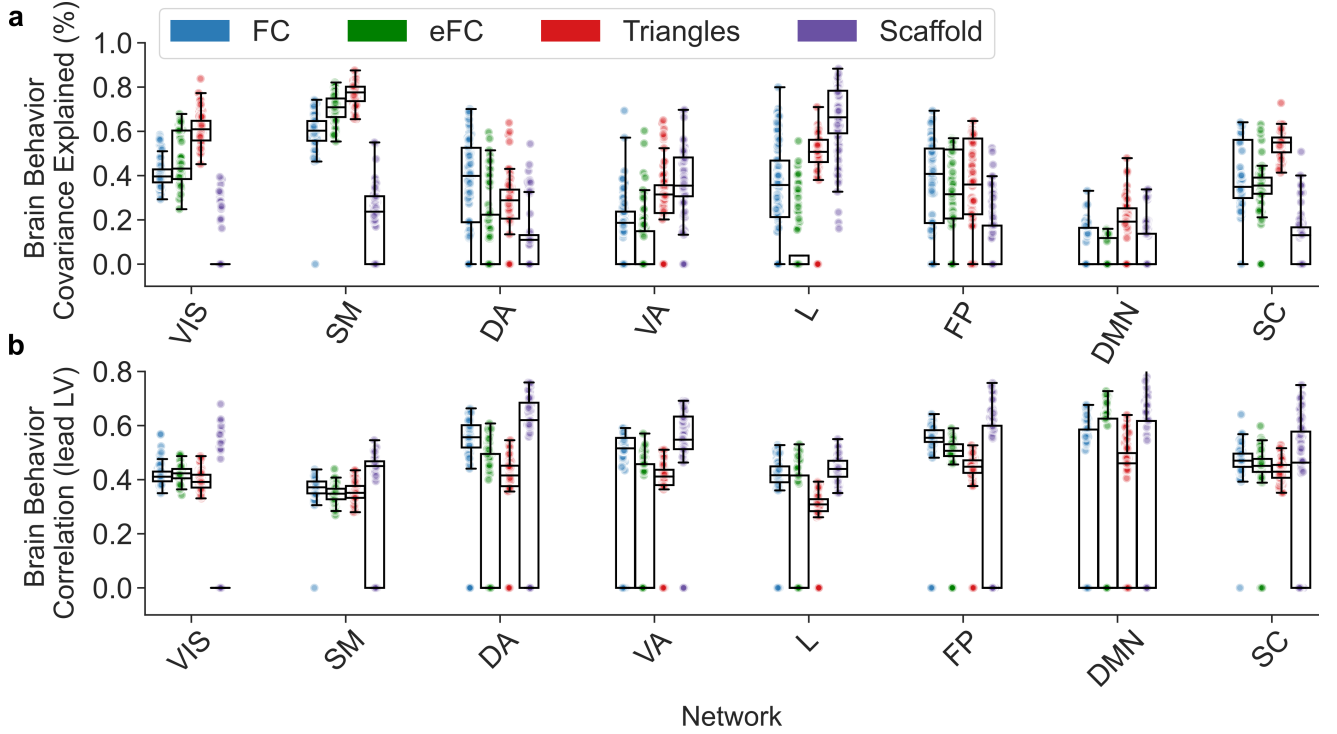 a
FC eFC Triangles Scaffold
Brain Behavior
Covariance Explained (%)
1.0
0.8
0.6
0.4
0.2
0.0
VIS SM DA VA L FP DMN SC
b
Brain Behavior
Correlation (lead LV)
0.8
0.6
0.4
0.2
0.0
VIS SM DA VA L FP DMN SC
Network